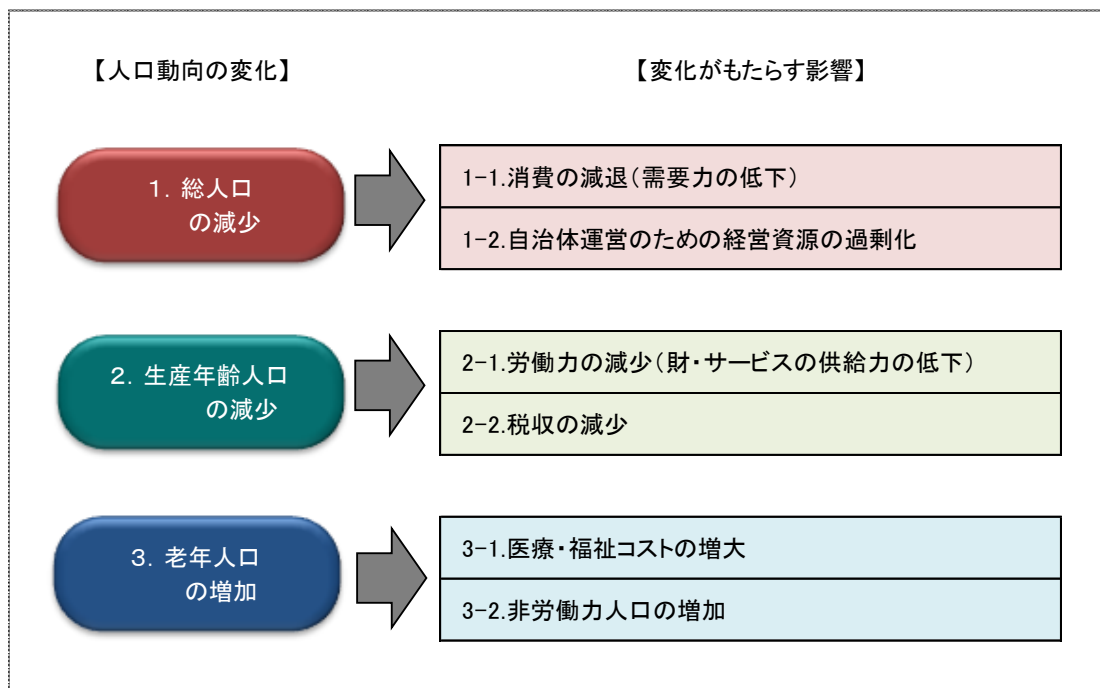 【人口動向の変化】
【変化がもたらす影響】
1. 総人口
の減少
1-1.消費の減退(需要力の低下)
1-2.自治体運営のための経営資源の過剰化
2. 生産年齢人口
の減少
2-1.労働力の減少(財・サービスの供給力の低下)
2-2.税収の減少
3. 老年人口
の増加
3-1.医療・福祉コストの増大
3-2.非労働力人口の増加